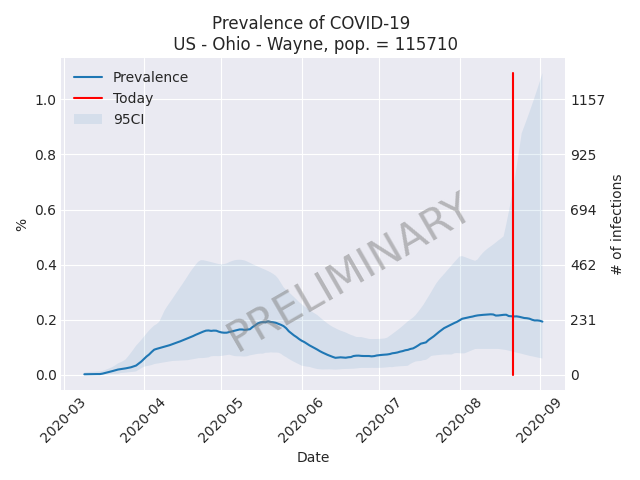 Prevalence of COVID-19
US - Ohio - Wayne, pop. = 115710
Prevalence
Today
95CI
PRELIMINARY
1.0
0.8
0.6
0.4
0.2
0.0
%
1157
925
694
462
231
0
# of infections
2020-03
2020-04
2020-05
2020-06
2020-07
2020-08
2020-09
Date